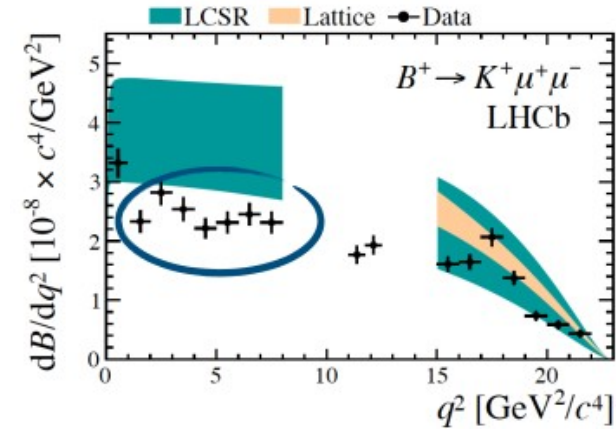 LCSR Lattice Data
B⁺ → K⁺μ⁺μ⁻
LHCb
dB/dq² [10⁻⁸ × c⁴/GeV²]
5
4
3
2
1
0
0 5 10 15 20
q² [GeV²/c⁴]